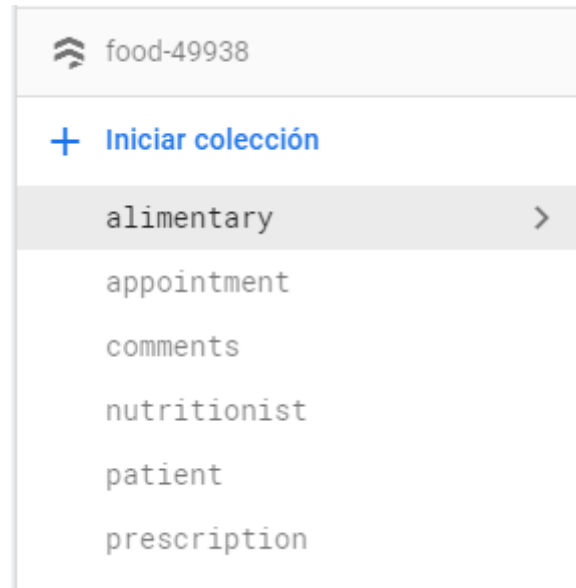 food-49938
+ Iniciar colección
alimentary
appointment
comments
nutritionist
patient
prescription